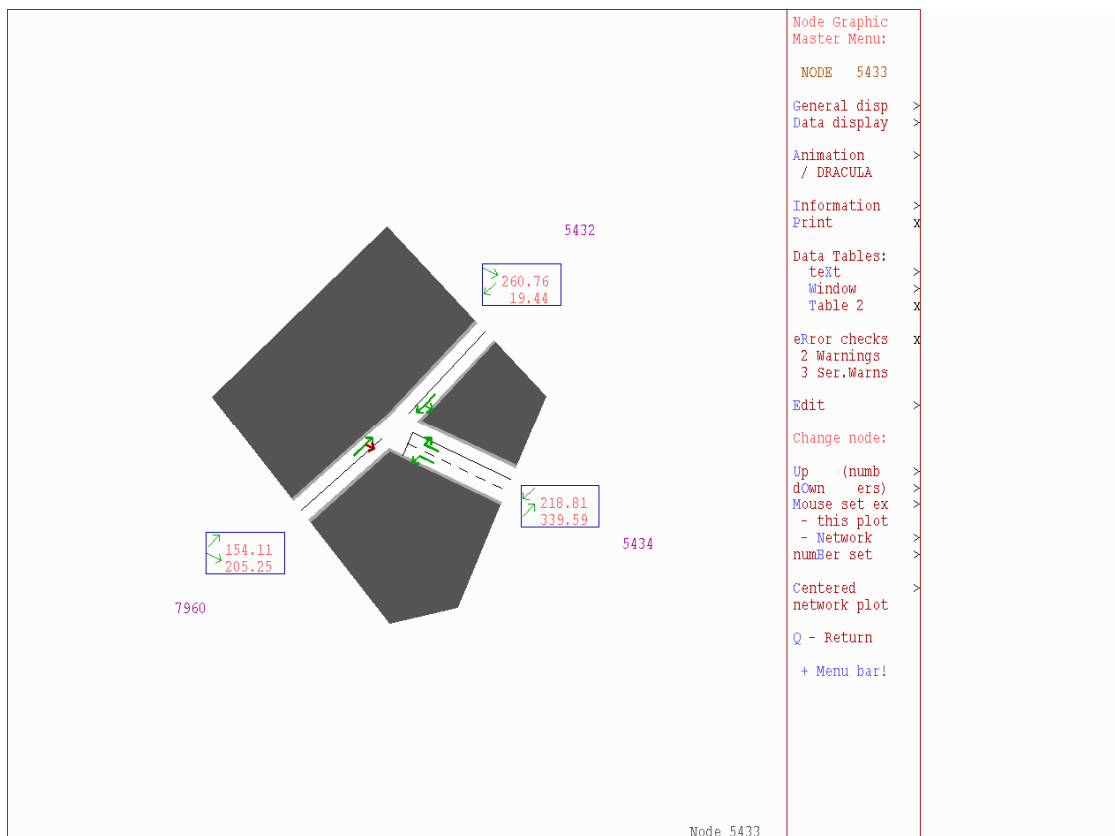 5432
260.76
19.44
218.81
339.59
5434
154.11
205.25
7960
Node 5433
Node Graphic
Master Menu:
NODE 5433
General disp >
Data display >
Animation >
/ DRACULA
Information >
Print x
Data Tables:
teXt >
Window >
Table 2 x
eRror checks x
2 Warnings
3 Ser.Warns
Edit >
Change node:
Up (numb >
dOwn ers) >
Mouse set ex >
- this plot
- Network >
numBer set >
Centered >
network plot
Q - Return
+ Menu bar!